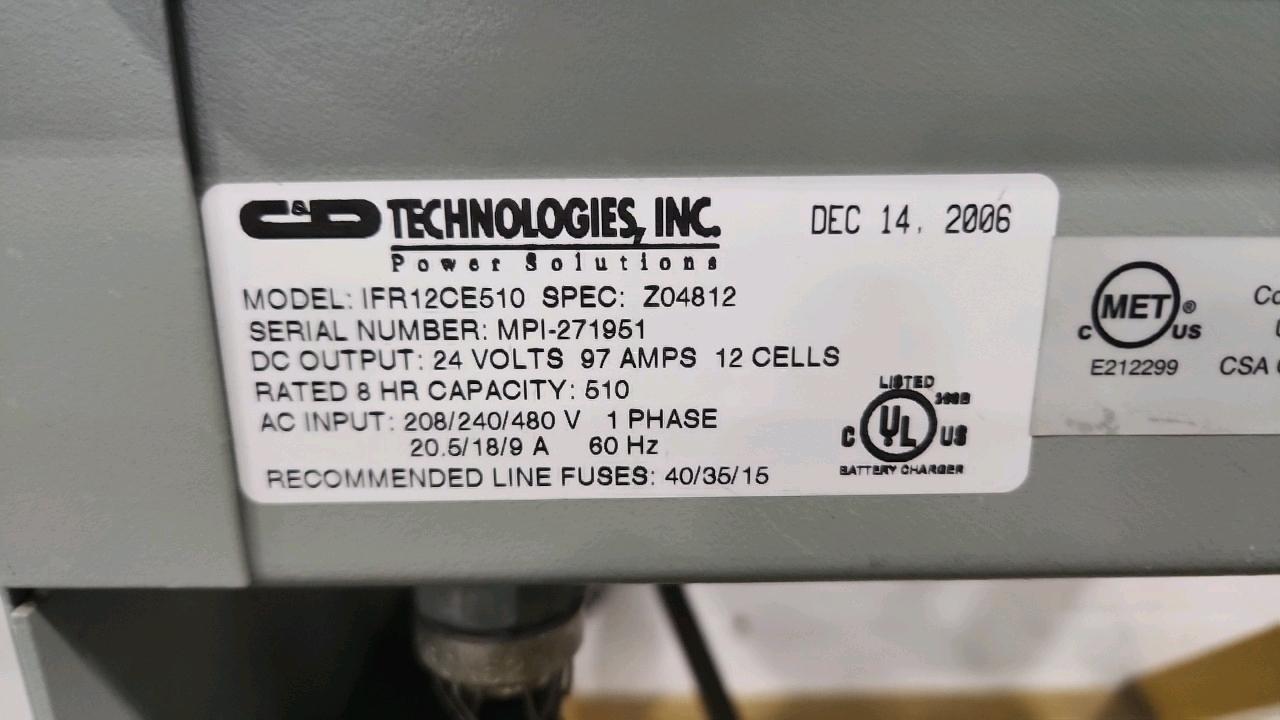 C&D TECHNOLOGIES, INC.
Power Solutions
DEC 14, 2006
MODEL: IFR12CE510 SPEC: Z04812
SERIAL NUMBER: MPI-271951
DC OUTPUT: 24 VOLTS 97 AMPS 12 CELLS
RATED 8 HR CAPACITY: 510
AC INPUT: 208/240/480 V 1 PHASE
20.5/18/9 A 60 Hz
RECOMMENDED LINE FUSES: 40/35/15
LISTED
C UL US
BATTERY CHARGER
C MET® US
E212299
CSA